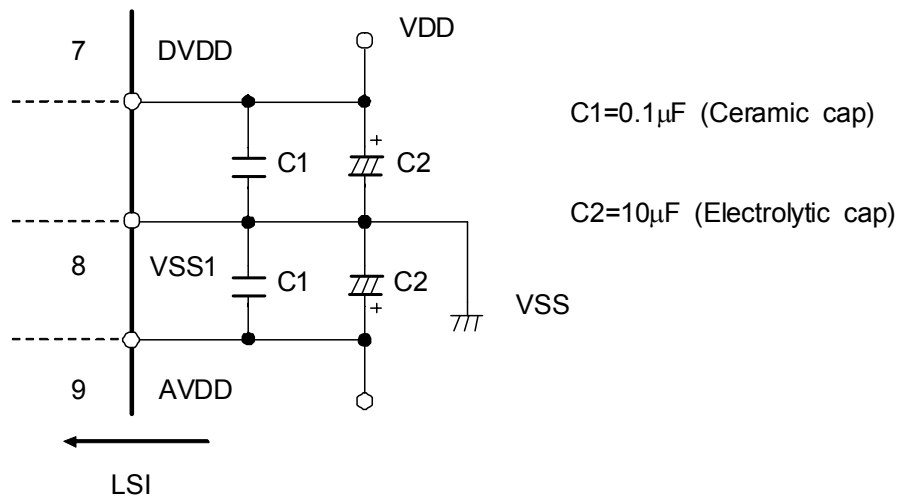 7 DVDD
VDD
C1=0.1μF (Ceramic cap)
+
C1
C2
C2=10μF (Electrolytic cap)
8 VSS1
C1
C2
+
VSS
9 AVDD
LSI